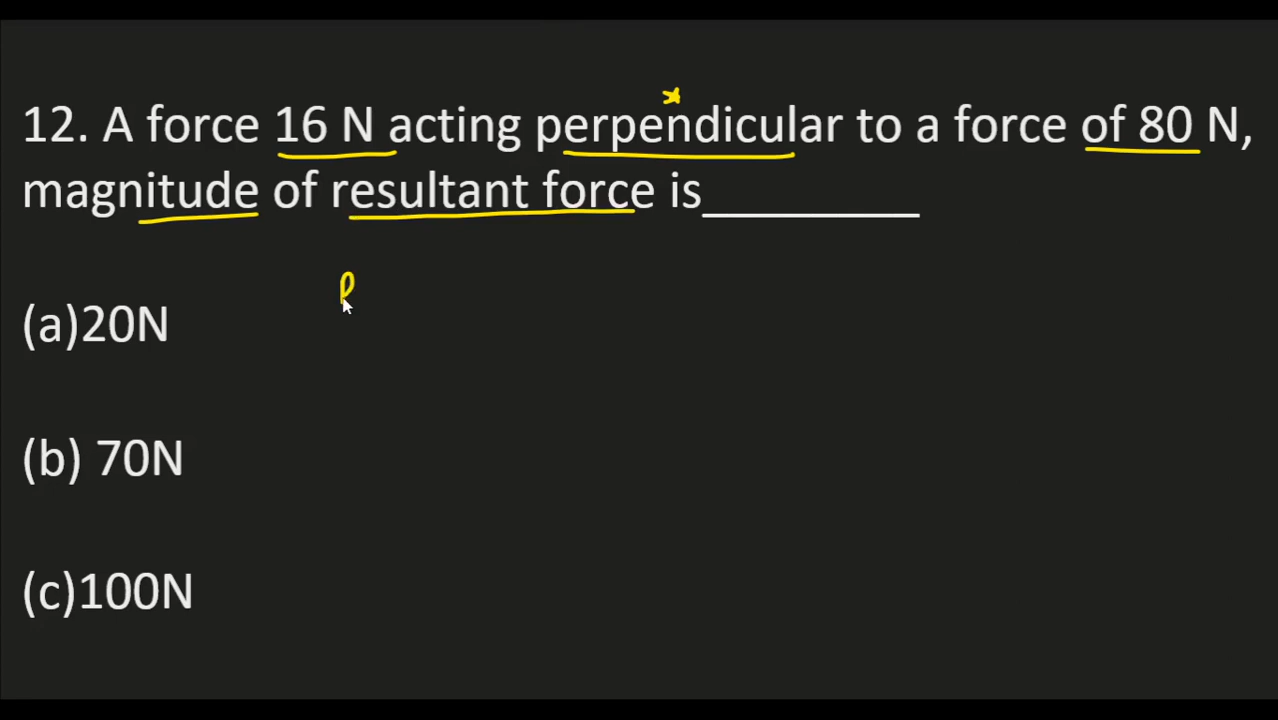 12. A force 16 N acting perpendicular to a force of 80 N,
magnitude of resultant force is__________
(a)20N
(b) 70N
(c)100N